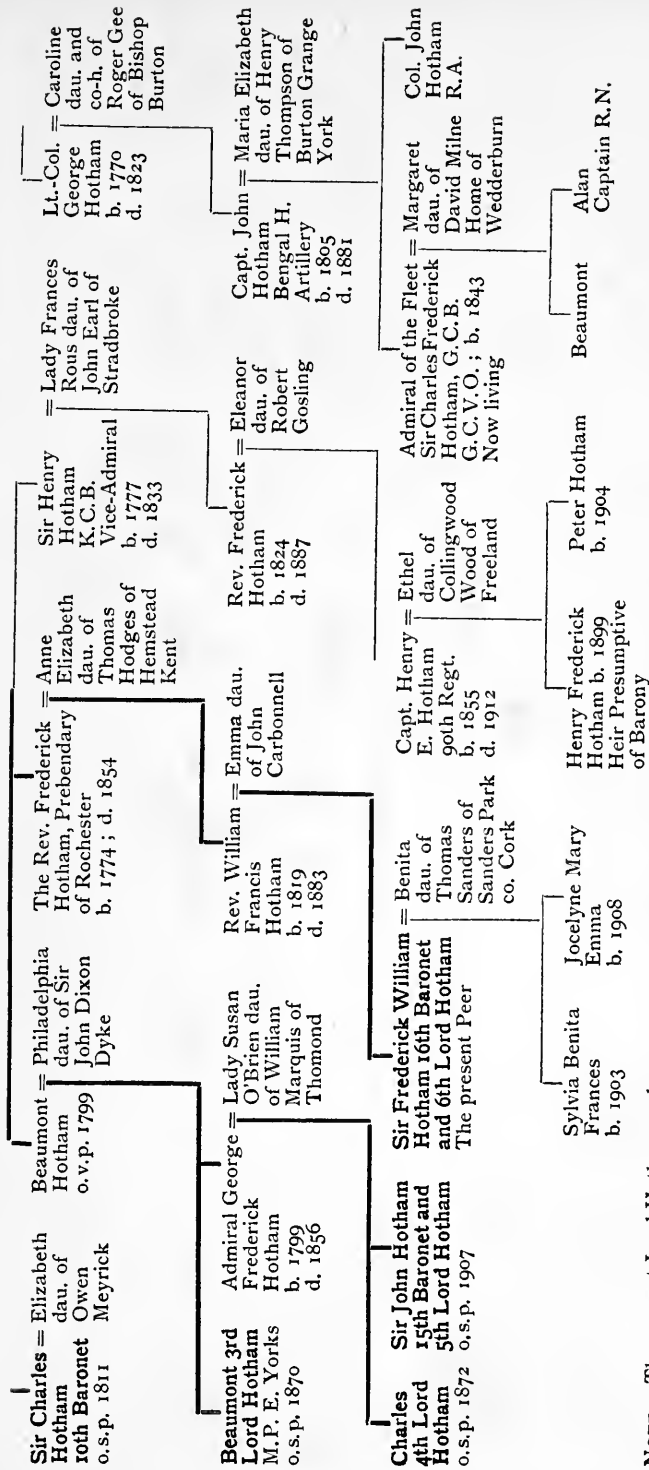 Sir Charles = Elizabeth
Hotham dau. of
10th Baronet Owen
o.s.p. 1811 Meyrick
Beaumont = Philadelphia
Hotham dau. of Sir
o.v.p. 1799 John Dixon
Dyke
The Rev. Frederick = Anne
Hotham, Prebendary Elizabeth
of Rochester dau. of
b. 1774 ; d. 1854 Thomas
Hodges of
Hemstead
Kent
Sir Henry = Lady Frances
Hotham Rous dau. of
K.C.B. John Earl of
Vice-Admiral Stradbroke
b. 1777
d. 1833
Lt.-Col. = Caroline
George dau. and
Hotham co-h. of
b. 1770 Roger Gee
d. 1823 of Bishop
Burton
Beaumont 3rd
Lord Hotham
M.P. E. Yorks
o.s.p. 1870
Admiral George = Lady Susan
Frederick O'Brien dau.
Hotham of William
b. 1799 Marquis of
d. 1856 Thomond
Rev. William = Emma dau.
Francis of John
Hotham Carbonnell
b. 1819
d. 1883
Rev. Frederick = Eleanor
Hotham dau. of
b. 1824 Robert
d. 1887 Gosling
Capt. John = Maria Elizabeth
Hotham dau. of Henry
Bengal H. Thompson of
Artillery Burton Grange
b. 1805 York
d. 1881
Charles
4th Lord
Hotham
o.s.p. 1872
Sir John Hotham
15th Baronet and
5th Lord Hotham
o.s.p. 1907
Sir Frederick William = Benita
Hotham 16th Baronet dau. of
and 6th Lord Hotham Thomas
The present Peer Sanders of
Sanders Park
co. Cork
Capt. Henry = Ethel
E. Hotham dau. of
90th Regt. Collingwood
b. 1855 Wood of
d. 1912 Freeland
Admiral of the Fleet = Margaret
Sir Charles Frederick dau. of
Hotham, G.C.B. David Milne
G.C.V.O. ; b. 1843 Home of
Now living Wedderburn
Col. John
Hotham
R.A.
Sylvia Benita
Frances
b. 1903
Jocelyne Mary
Emma
b. 1908
Henry Frederick
Hotham b. 1899
Heir Presumptive
of Barony
Peter Hotham
b. 1904
Beaumont
Alan
Captain R.N.